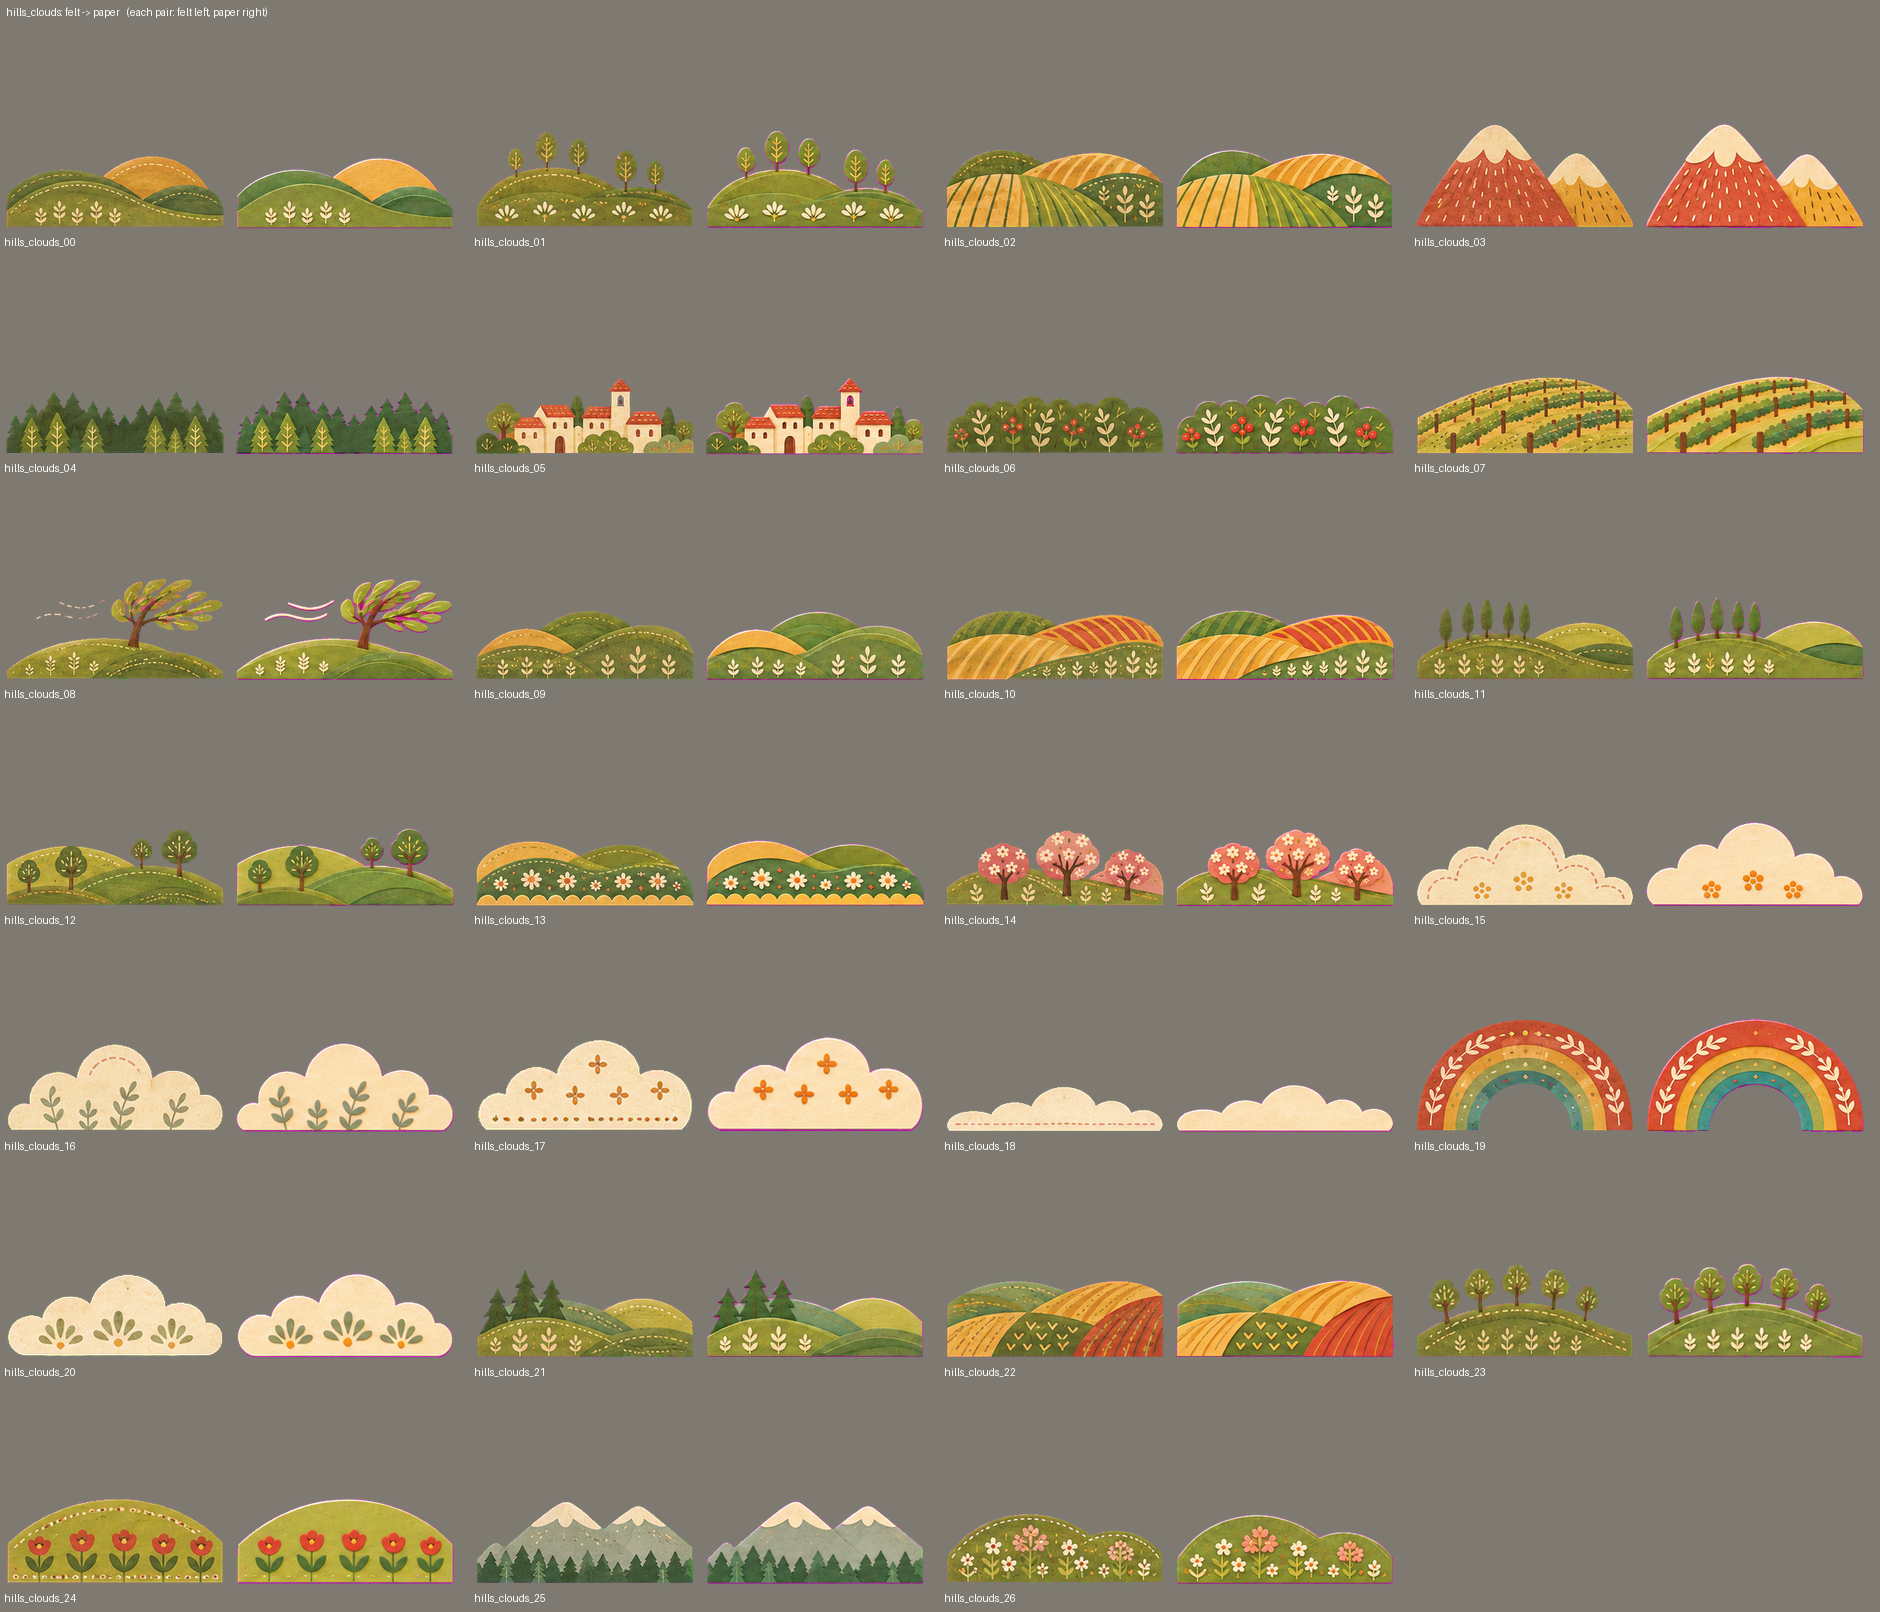 hills_clouds: felt -> paper (each pair: felt left, paper right)
hills_clouds_00
hills_clouds_01
hills_clouds_02
hills_clouds_03
hills_clouds_04
hills_clouds_05
hills_clouds_06
hills_clouds_07
hills_clouds_08
hills_clouds_09
hills_clouds_10
hills_clouds_11
hills_clouds_12
hills_clouds_13
hills_clouds_14
hills_clouds_15
hills_clouds_16
hills_clouds_17
hills_clouds_18
hills_clouds_19
hills_clouds_20
hills_clouds_21
hills_clouds_22
hills_clouds_23
hills_clouds_24
hills_clouds_25
hills_clouds_26